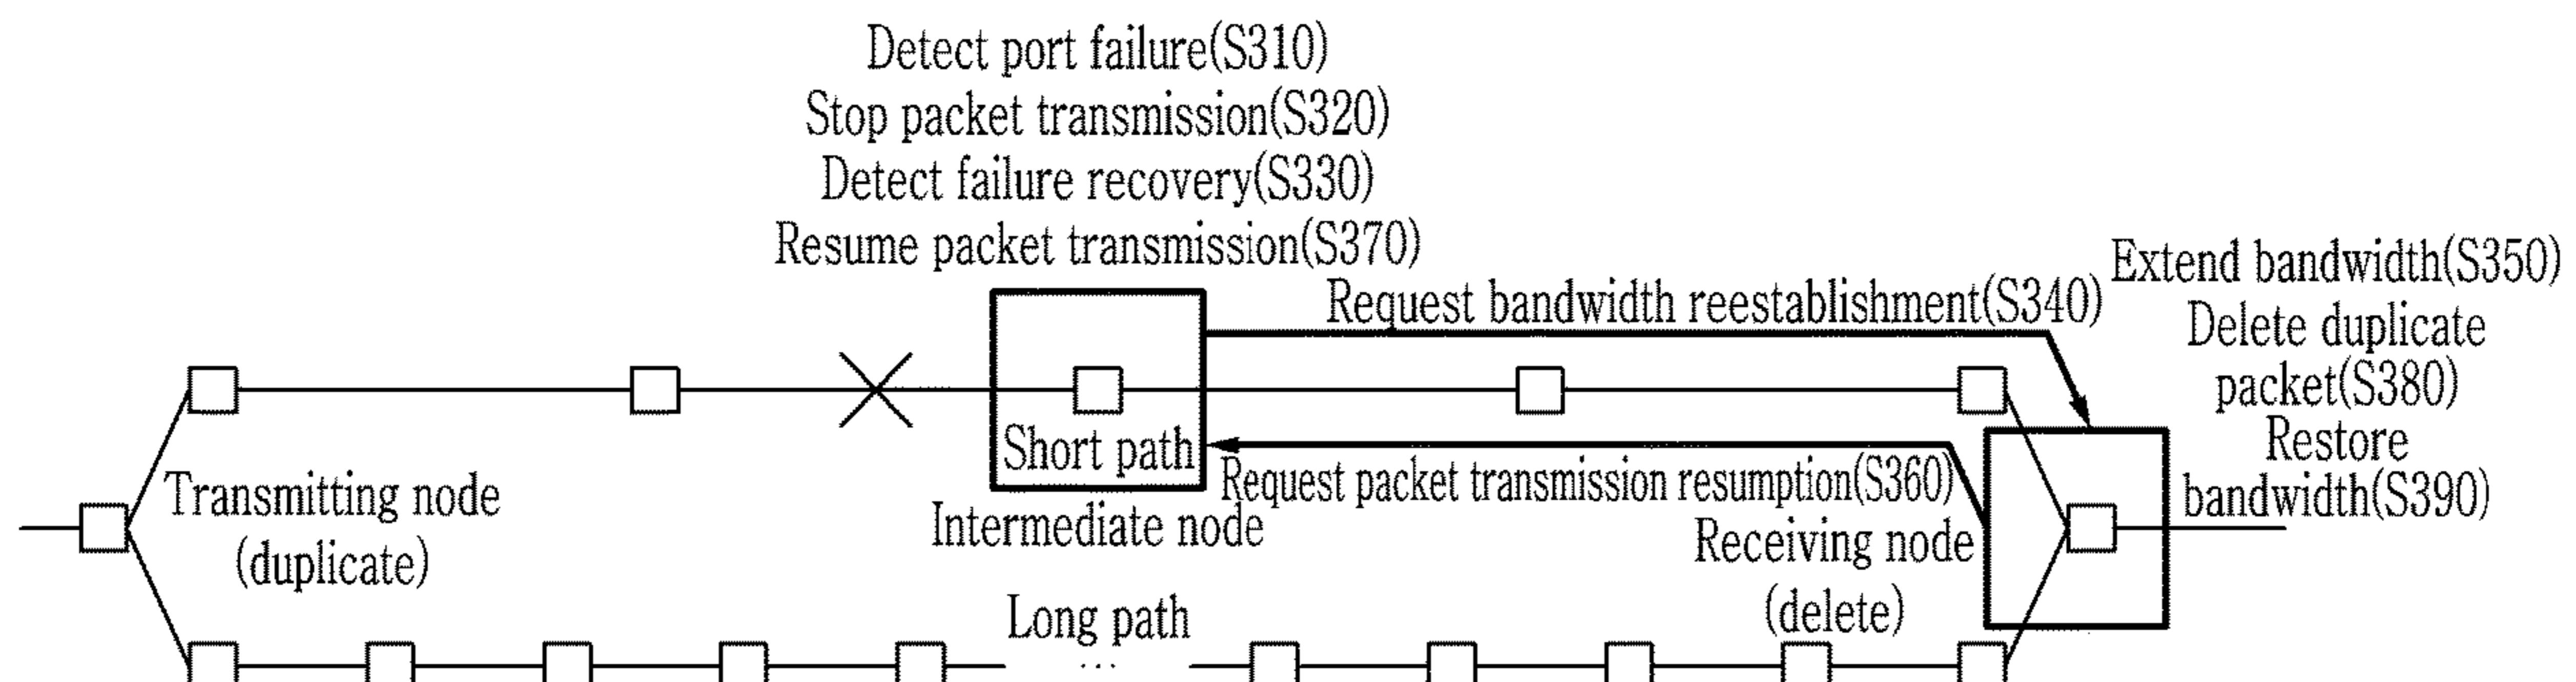 Detect port failure(S310)
Stop packet transmission(S320)
Detect failure recovery(S330)
Resume packet transmission(S370)
Request bandwidth reestablishment(S340)
Extend bandwidth(S350)
Delete duplicate
packet(S380)
Restore
bandwidth(S390)
Short path
Request packet transmission resumption(S360)
Transmitting node
(duplicate)
Intermediate node
Receiving node
(delete)
Long path
...